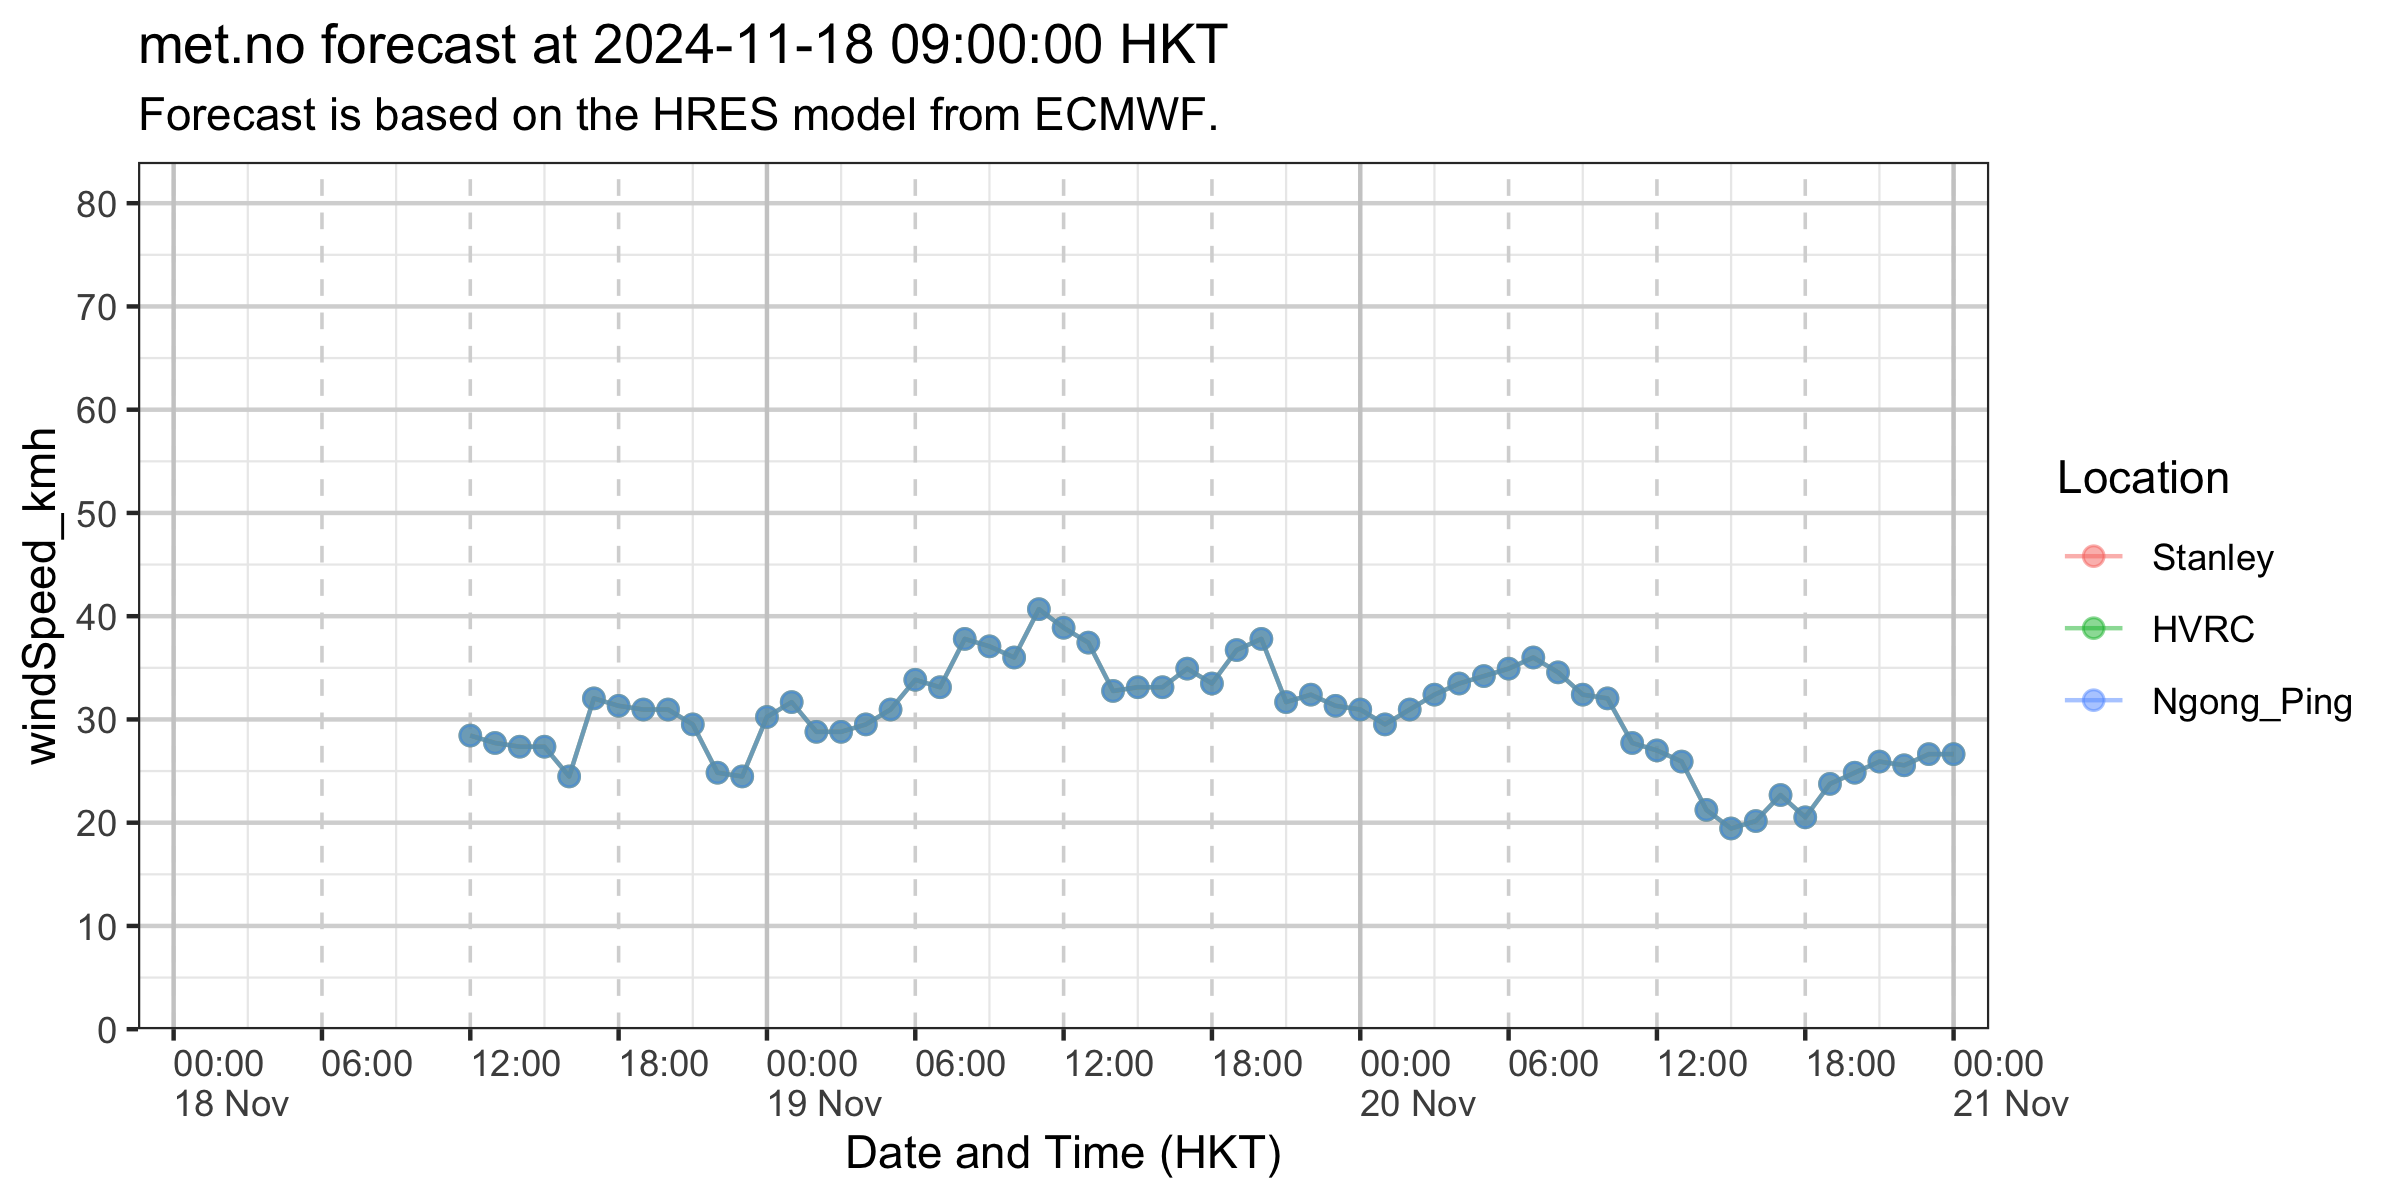 met.no forecast at 2024-11-18 09:00:00 HKT
Forecast is based on the HRES model from ECMWF.
windSpeed_kmh
80
70
60
50
40
30
20
10
0
00:00 06:00 12:00 18:00 00:00 06:00 12:00 18:00 00:00 06:00 12:00 18:00 00:00
18 Nov 19 Nov 20 Nov 21 Nov
Date and Time (HKT)
Location
Stanley
HVRC
Ngong_Ping